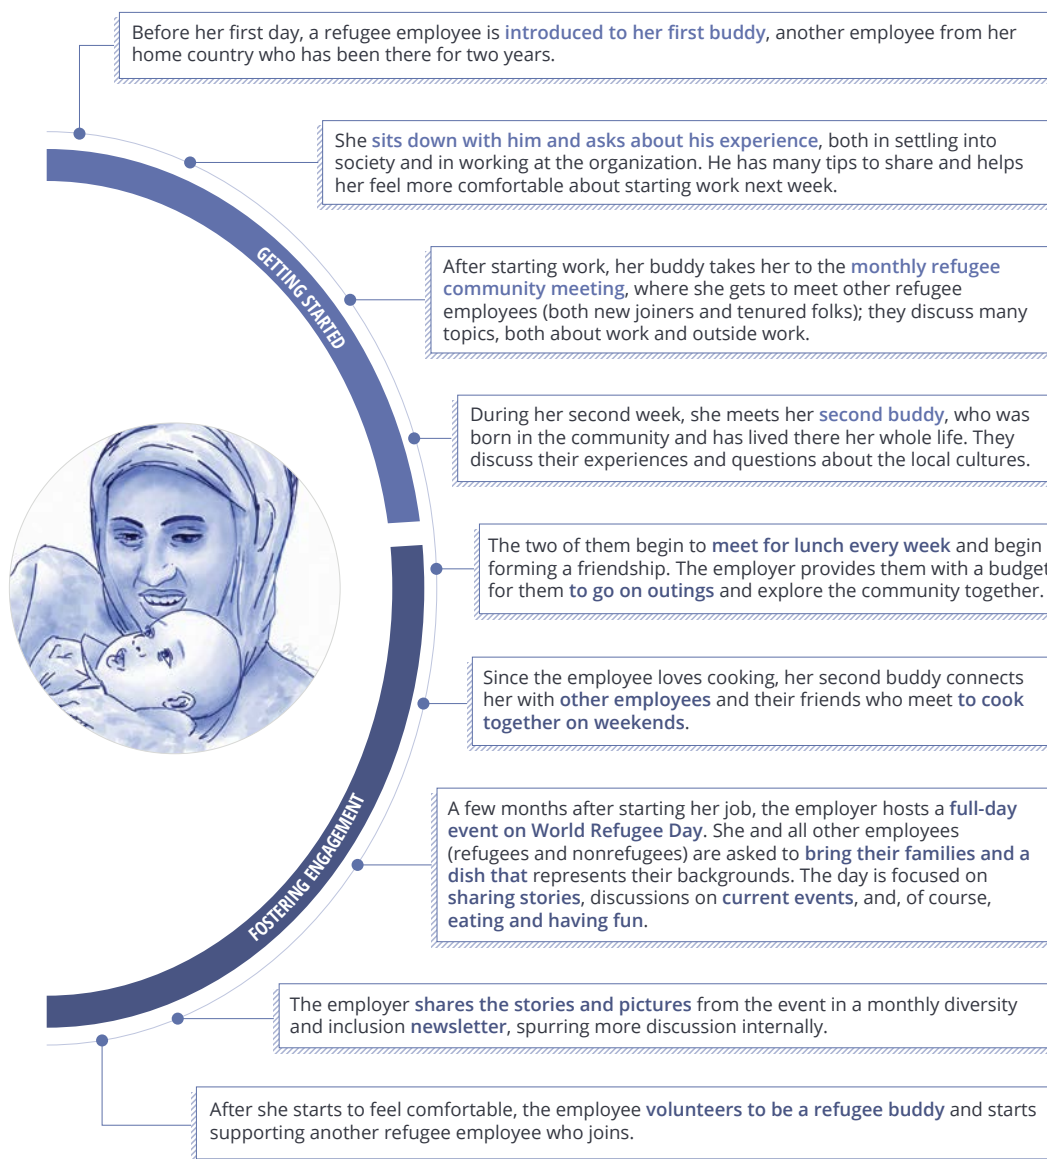 Before her first day, a refugee employee is introduced to her first buddy, another employee from her
home country who has been there for two years.
She sits down with him and asks about his experience, both in settling into
society and in working at the organization. He has many tips to share and helps
her feel more comfortable about starting work next week.
GETTING STARTED
After starting work, her buddy takes her to the monthly refugee
community meeting, where she gets to meet other refugee
employees (both new joiners and tenured folks); they discuss many
topics, both about work and outside work.
During her second week, she meets her second buddy, who was
born in the community and has lived there her whole life. They
discuss their experiences and questions about the local cultures.
The two of them begin to meet for lunch every week and begin
forming a friendship. The employer provides them with a budget
for them to go on outings and explore the community together.
Since the employee loves cooking, her second buddy connects
her with other employees and their friends who meet to cook
together on weekends.
FOSTERING ENGAGEMENT
A few months after starting her job, the employer hosts a full-day
event on World Refugee Day. She and all other employees
(refugees and nonrefugees) are asked to bring their families and a
dish that represents their backgrounds. The day is focused on
sharing stories, discussions on current events, and, of course,
eating and having fun.
The employer shares the stories and pictures from the event in a monthly diversity
and inclusion newsletter, spurring more discussion internally.
After she starts to feel comfortable, the employee volunteers to be a refugee buddy and starts
supporting another refugee employee who joins.